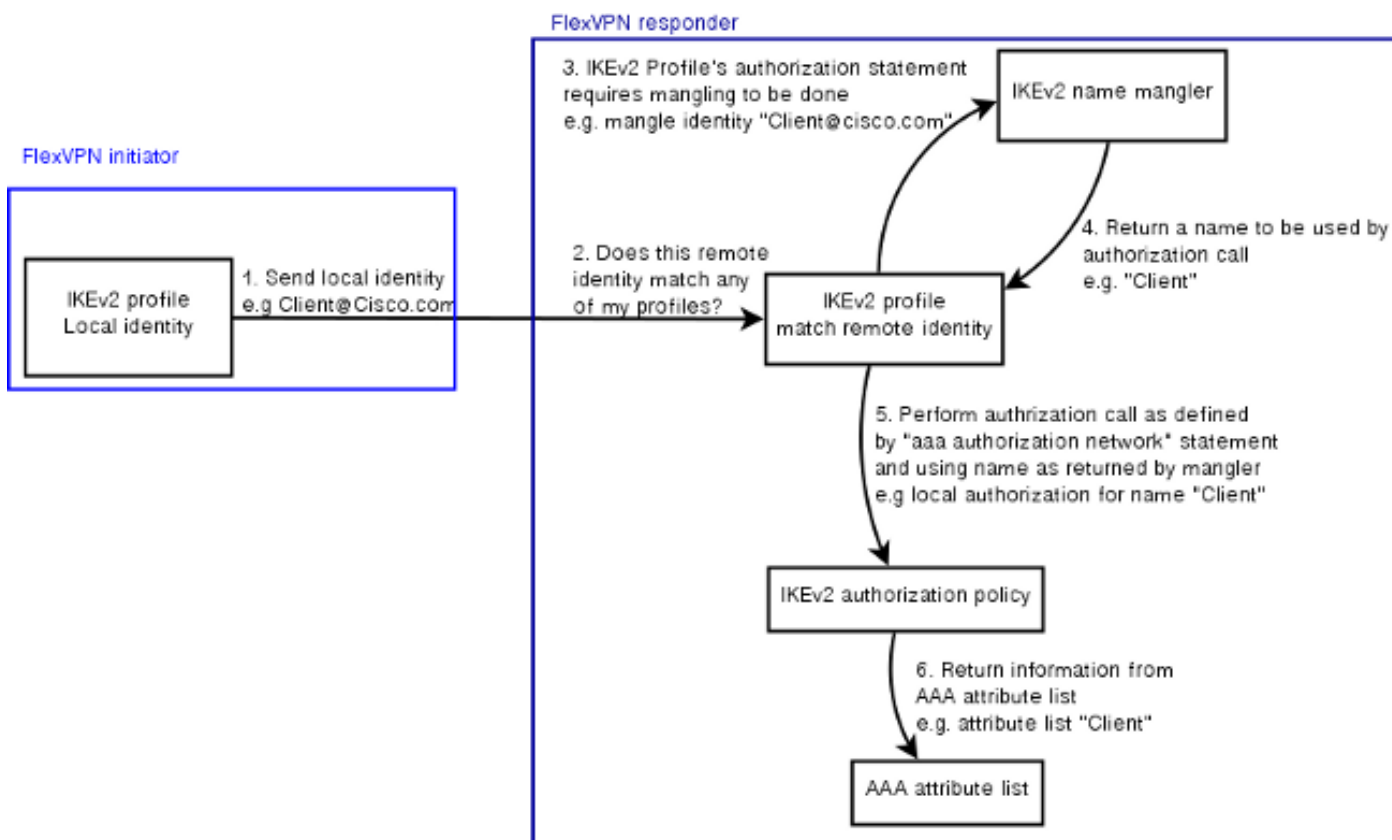 FlexVPN responder
3. IKEv2 Profile's authorization statement
requires mangling to be done
e.g. mangle identity "Client@cisco.com"
IKEv2 name mangler
FlexVPN initiator
4. Return a name to be used by
authorization call
e.g. "Client"
1. Send local identity
e.g Client@Cisco.com
2. Does this remote
identity match any
of my profiles?
IKEv2 profile
Local identity
IKEv2 profile
match remote identity
5. Perform authrization call as defined
by "aaa authorization network" statement
and using name as returned by mangler
e.g local authorization for name "Client"
IKEv2 authorization policy
6. Return information from
AAA attribute list
e.g. attribute list "Client"
AAA attribute list